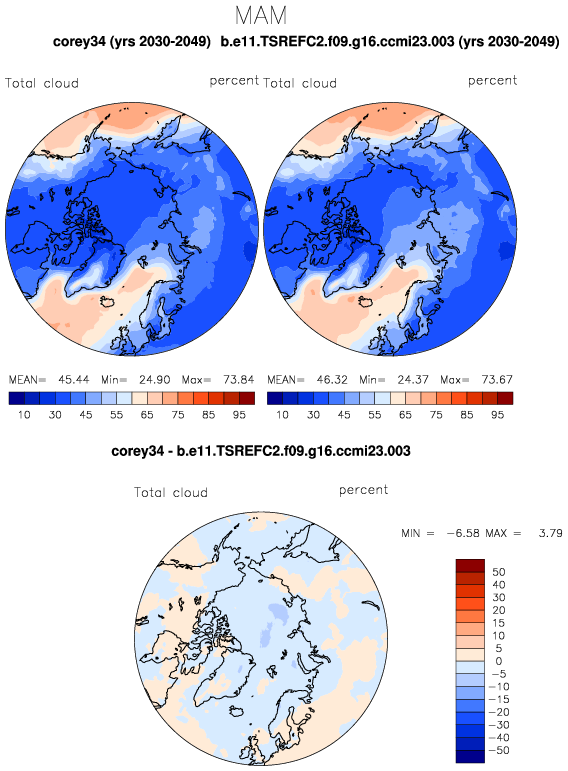 MAM
corey34 (yrs 2030-2049) b.e11.TSREFC2.f09.g16.ccmi23.003 (yrs 2030-2049)
Total cloud percent Total cloud percent
MEAN= 45.44 Min= 24.90 Max= 73.84 MEAN= 46.32 Min= 24.37 Max= 73.67
10 30 45 55 65 75 85 95 10 30 45 55 65 75 85 95
corey34 - b.e11.TSREFC2.f09.g16.ccmi23.003
Total cloud percent
MIN = -6.58 MAX = 3.79
50
40
30
20
15
10
5
0
-5
-10
-15
-20
-30
-40
-50